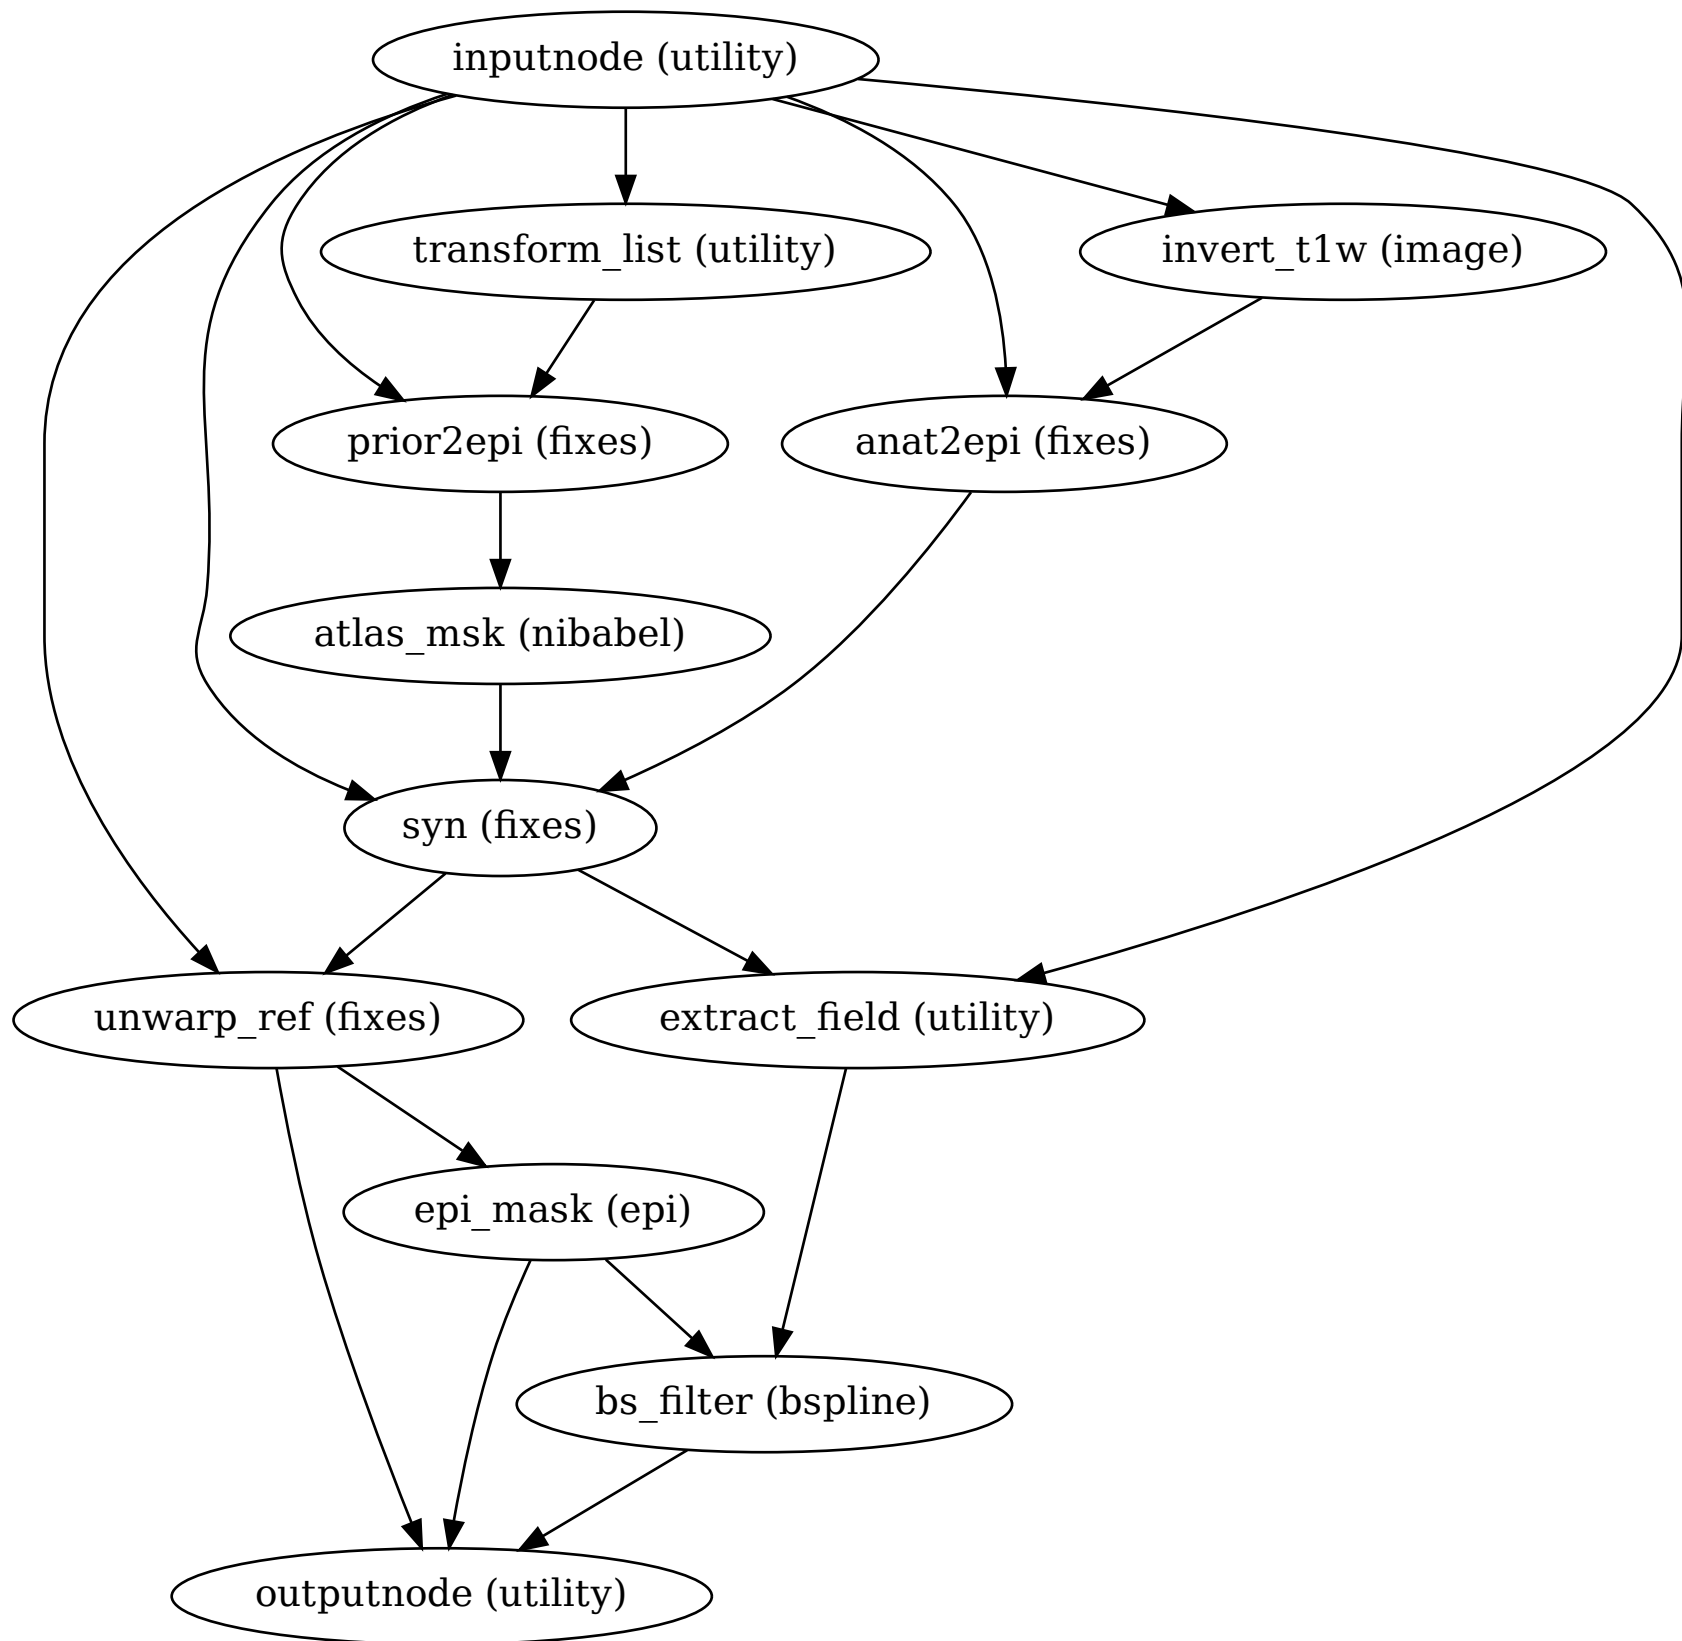 inputnode (utility)
transform_list (utility)
invert_t1w (image)
prior2epi (fixes)
anat2epi (fixes)
atlas_msk (nibabel)
syn (fixes)
unwarp_ref (fixes)
extract_field (utility)
epi_mask (epi)
bs_filter (bspline)
outputnode (utility)